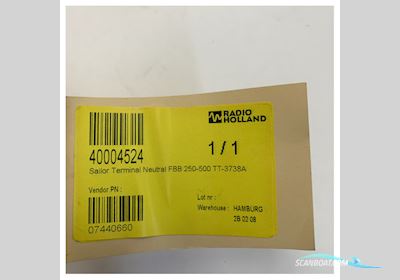 RADIO
HOLLAND
1 / 1
40004524
Sailor Terminal Neutral FBB 250-500 TT-3738A
Vendor PN :
Lot nr :
Warehouse : HAMBURG
2B 02 08
07440660
SCANBOAT.COM